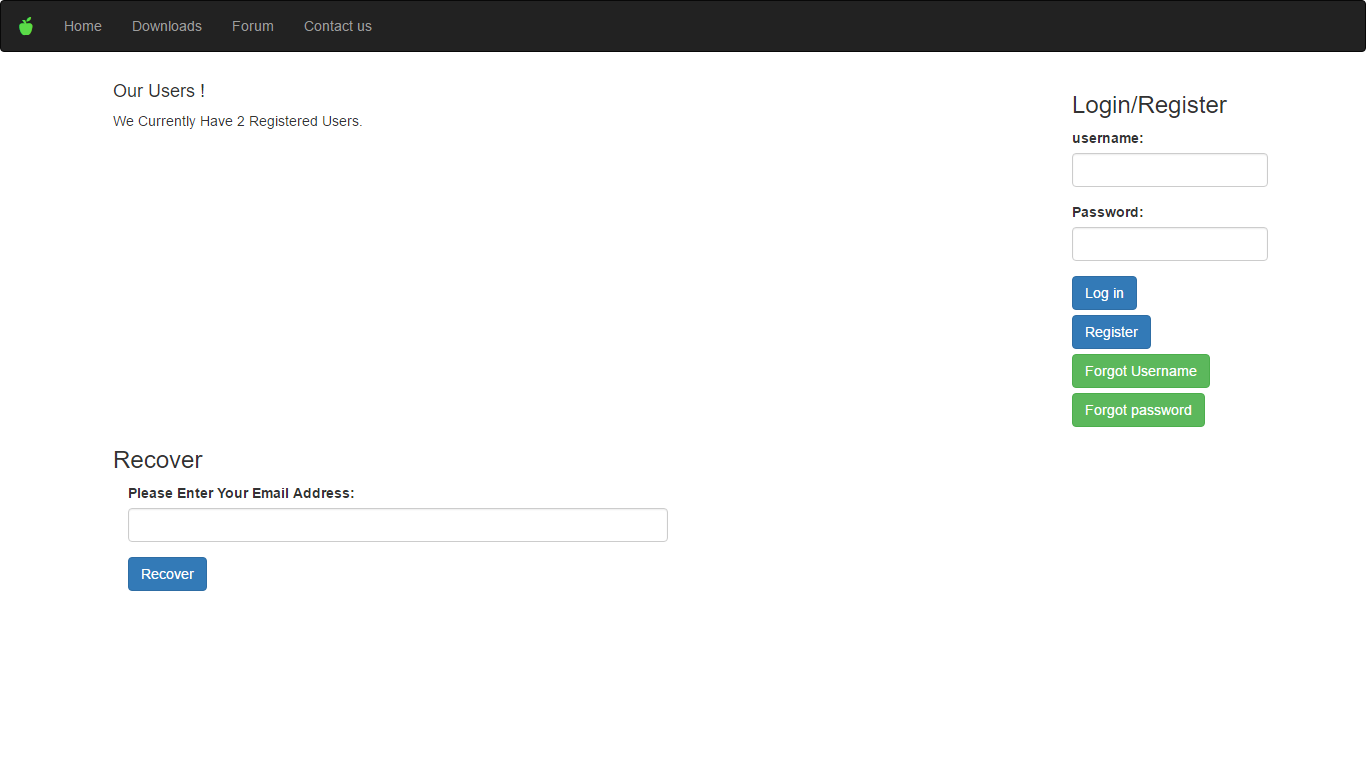 Home Downloads Forum Contact us
Our Users !
We Currently Have 2 Registered Users.
Login/Register
username:
Password:
Log in
Register
Forgot Username
Forgot password
Recover
Please Enter Your Email Address:
Recover